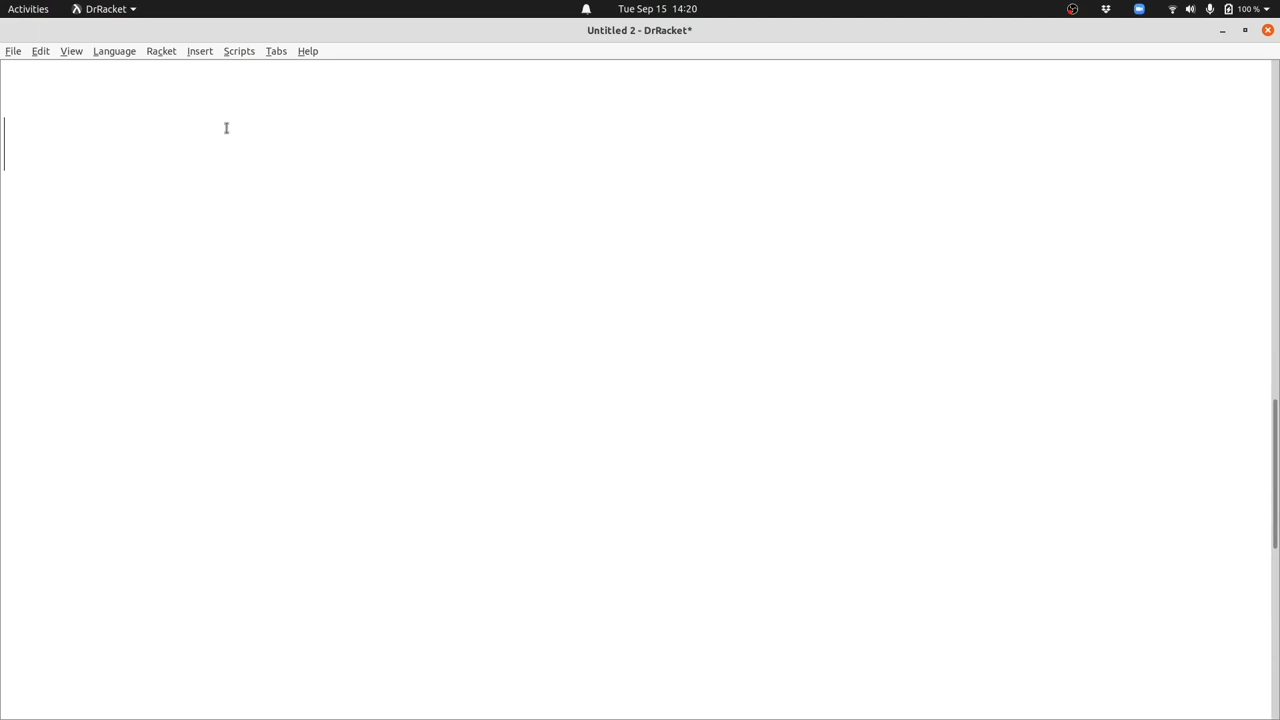 Activities DrRacket Tue Sep 15 14:20 100 %
Untitled 2 - DrRacket*
File Edit View Language Racket Insert Scripts Tabs Help